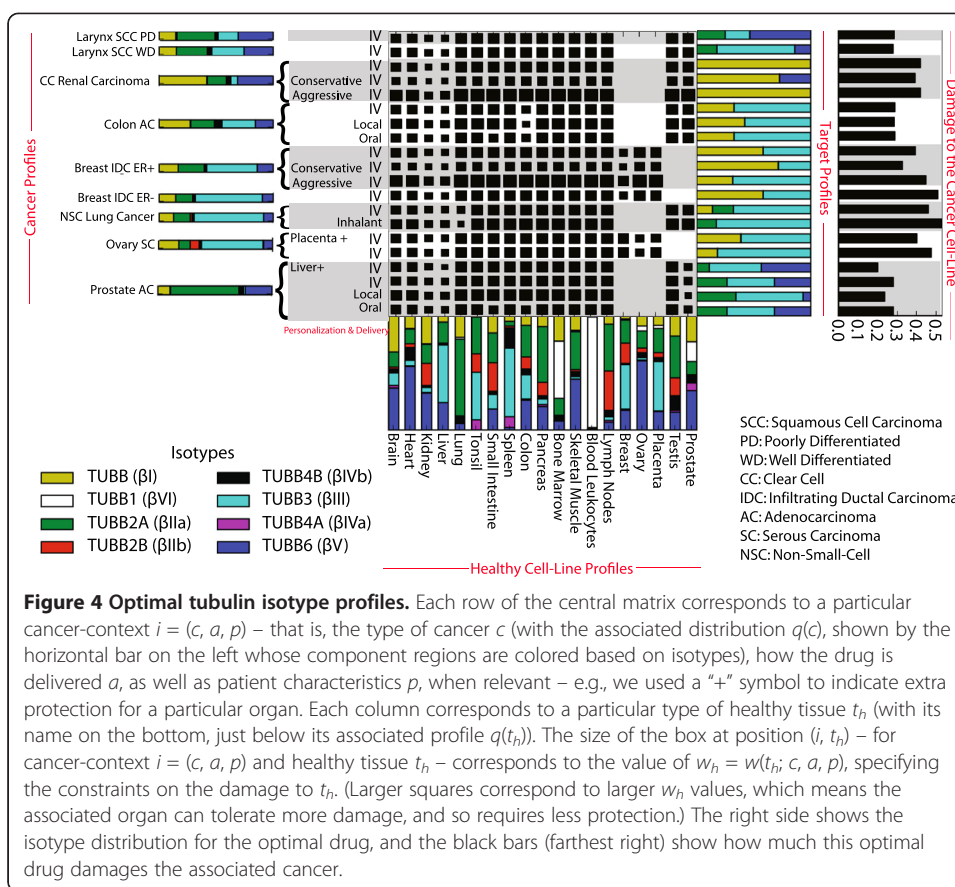 Cancer Profiles
Larynx SCC PD
Larynx SCC WD
CC Renal Carcinoma
Colon AC
Breast IDC ER+
Breast IDC ER-
NSC Lung Cancer
Ovary SC
Prostate AC
IV
IV
IV
Conservative IV
Aggressive IV
IV
Local
Oral
IV
Conservative IV
Aggressive IV
IV
IV
Inhalant
Placenta + IV
IV
Liver+ IV
IV
Local
Oral
Personalization & Delivery
Target Profiles
Damage to the Cancer Cell-Line
0.0
0.1
0.2
0.3
0.4
0.5
Brain
Heart
Kidney
Liver
Lung
Tonsil
Small Intestine
Spleen
Colon
Pancreas
Bone Marrow
Skeletal Muscle
Blood Leukocytes
Lymph Nodes
Breast
Ovary
Placenta
Testis
Prostate
Healthy Cell-Line Profiles
Isotypes
TUBB (βI)
TUBB1 (βVI)
TUBB2A (βIIa)
TUBB2B (βIIb)
TUBB4B (βIVb)
TUBB3 (βIII)
TUBB4A (βIVa)
TUBB6 (βV)
SCC: Squamous Cell Carcinoma
PD: Poorly Differentiated
WD: Well Differentiated
CC: Clear Cell
IDC: Infiltrating Ductal Carcinoma
AC: Adenocarcinoma
SC: Serous Carcinoma
NSC: Non-Small-Cell
Figure 4 Optimal tubulin isotype profiles. Each row of the central matrix corresponds to a particular
cancer-context i = (c, a, p) – that is, the type of cancer c (with the associated distribution q(c), shown by the
horizontal bar on the left whose component regions are colored based on isotypes), how the drug is
delivered a, as well as patient characteristics p, when relevant – e.g., we used a “+” symbol to indicate extra
protection for a particular organ. Each column corresponds to a particular type of healthy tissue th (with its
name on the bottom, just below its associated profile q(th)). The size of the box at position (i, th) – for
cancer-context i = (c, a, p) and healthy tissue th – corresponds to the value of wh = w(th; c, a, p), specifying
the constraints on the damage to th. (Larger squares correspond to larger wh values, which means the
associated organ can tolerate more damage, and so requires less protection.) The right side shows the
isotype distribution for the optimal drug, and the black bars (farthest right) show how much this optimal
drug damages the associated cancer.